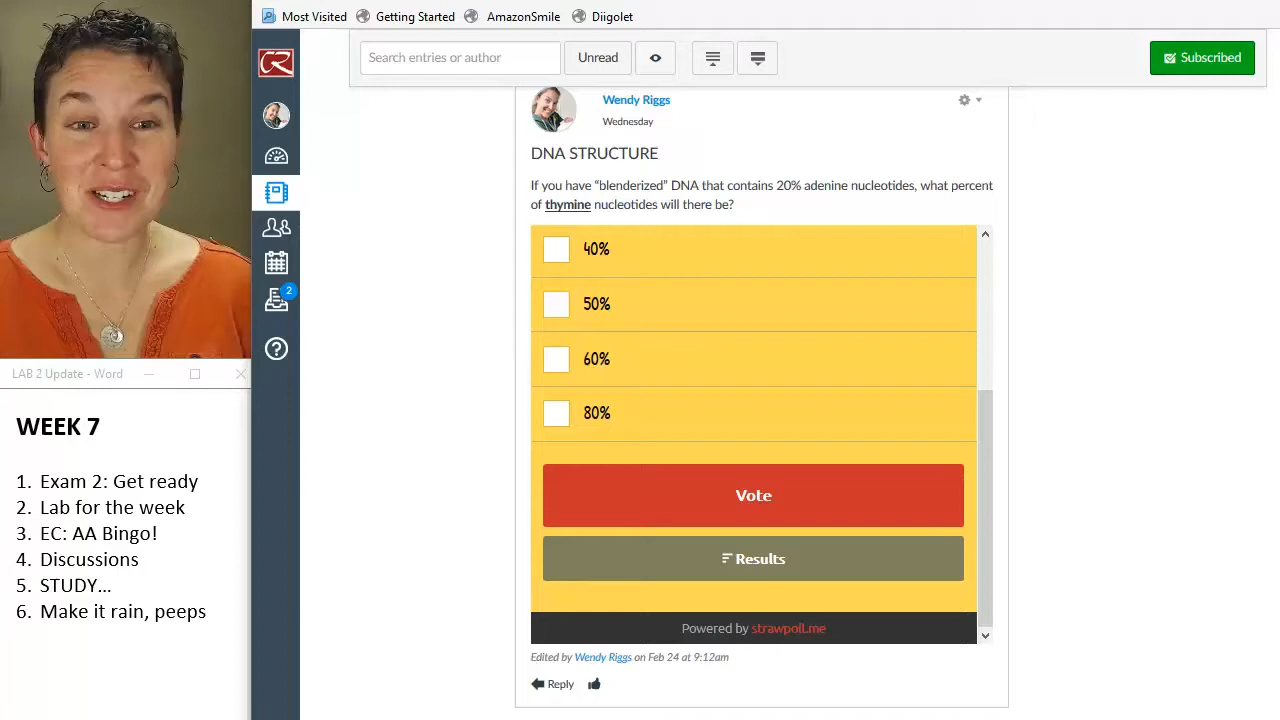 Most Visited Getting Started AmazonSmile Diigolet
Search entries or author Unread Subscribed
CR
Wendy Riggs
Wednesday
2
DNA STRUCTURE
If you have “blenderized” DNA that contains 20% adenine nucleotides, what percent
of thymine nucleotides will there be?
40%
50%
60%
80%
Vote
Results
Powered by strawpoll.me
Edited by Wendy Riggs on Feb 24 at 9:12am
Reply
LAB 2 Update - Word
WEEK 7
1. Exam 2: Get ready
2. Lab for the week
3. EC: AA Bingo!
4. Discussions
5. STUDY...
6. Make it rain, peeps